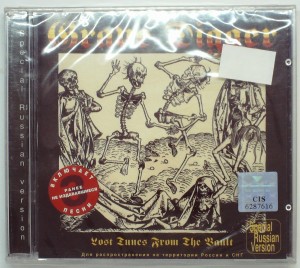 Grave Digger
Special Russian version
ВКЛЮЧАЕТ
РАНЕЕ
НЕ ИЗДАВАВШИЕСЯ
ПЕСНИ
CIS
6287616
Lost Tunes From The Vault
Special
Russian
Version
Для распространения на территории России и СНГ